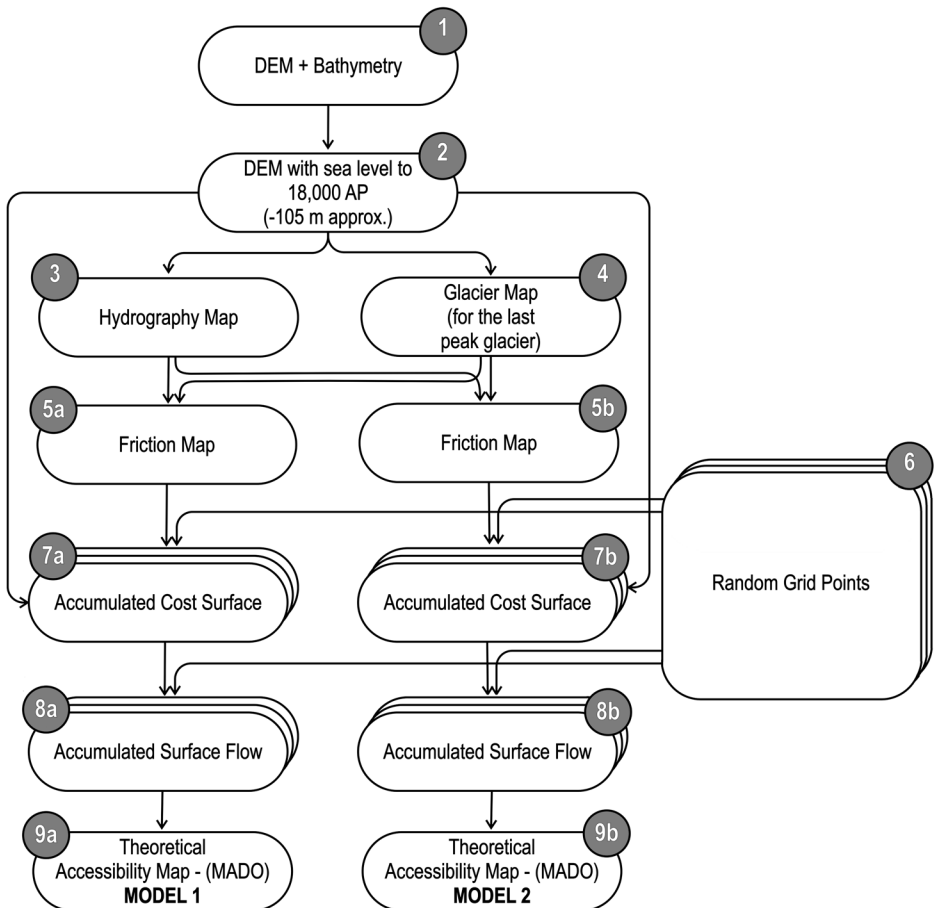 1
DEM + Bathymetry
2
DEM with sea level to
18,000 AP
(-105 m approx.)
3
Hydrography Map
4
Glacier Map
(for the last
peak glacier)
5a
Friction Map
5b
Friction Map
6
Random Grid Points
7a
Accumulated Cost Surface
7b
Accumulated Cost Surface
8a
Accumulated Surface Flow
8b
Accumulated Surface Flow
9a
Theoretical
Accessibility Map - (MADO)
MODEL 1
9b
Theoretical
Accessibility Map - (MADO)
MODEL 2